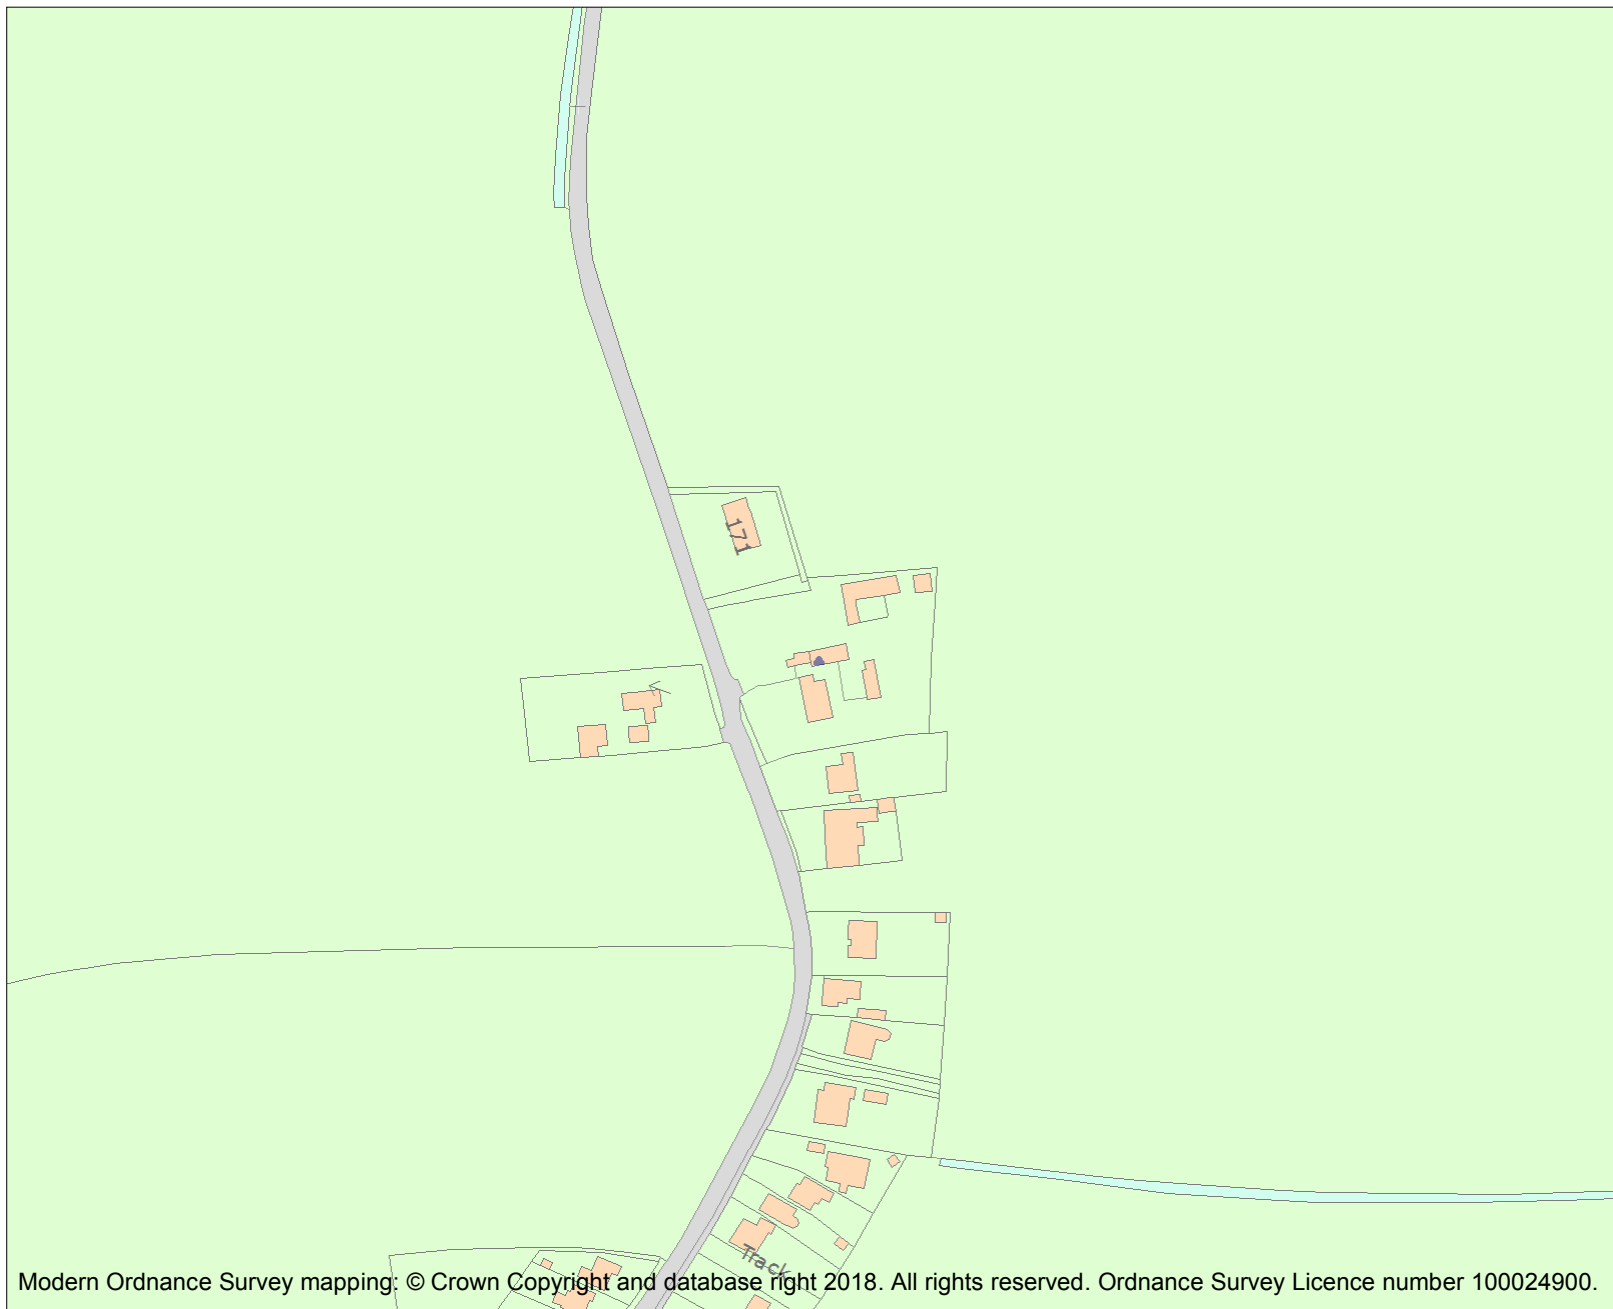 171
Track
Modern Ordnance Survey mapping: © Crown Copyright and database right 2018. All rights reserved. Ordnance Survey Licence number 100024900.